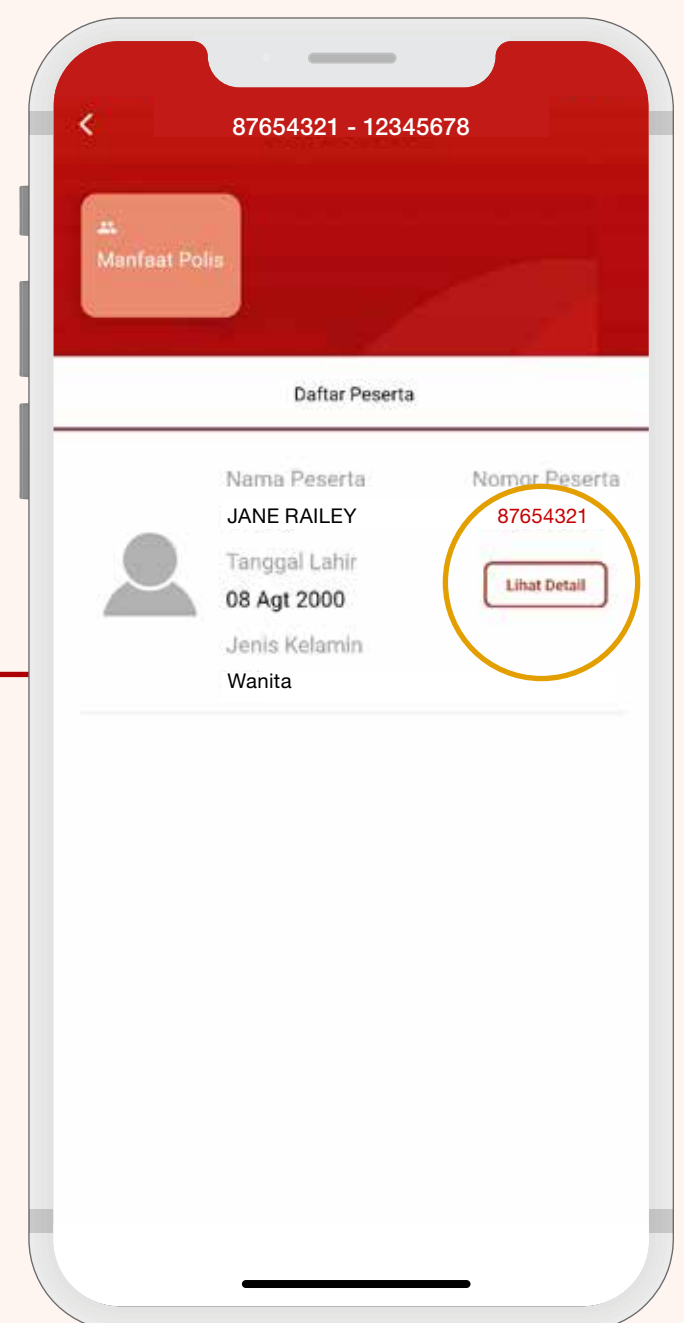 87654321 - 12345678
Manfaat Polis
Daftar Peserta
Nama Peserta
Nomor Peserta
JANE RAILEY
87654321
Tanggal Lahir
Lihat Detail
08 Agt 2000
Jenis Kelamin
Wanita